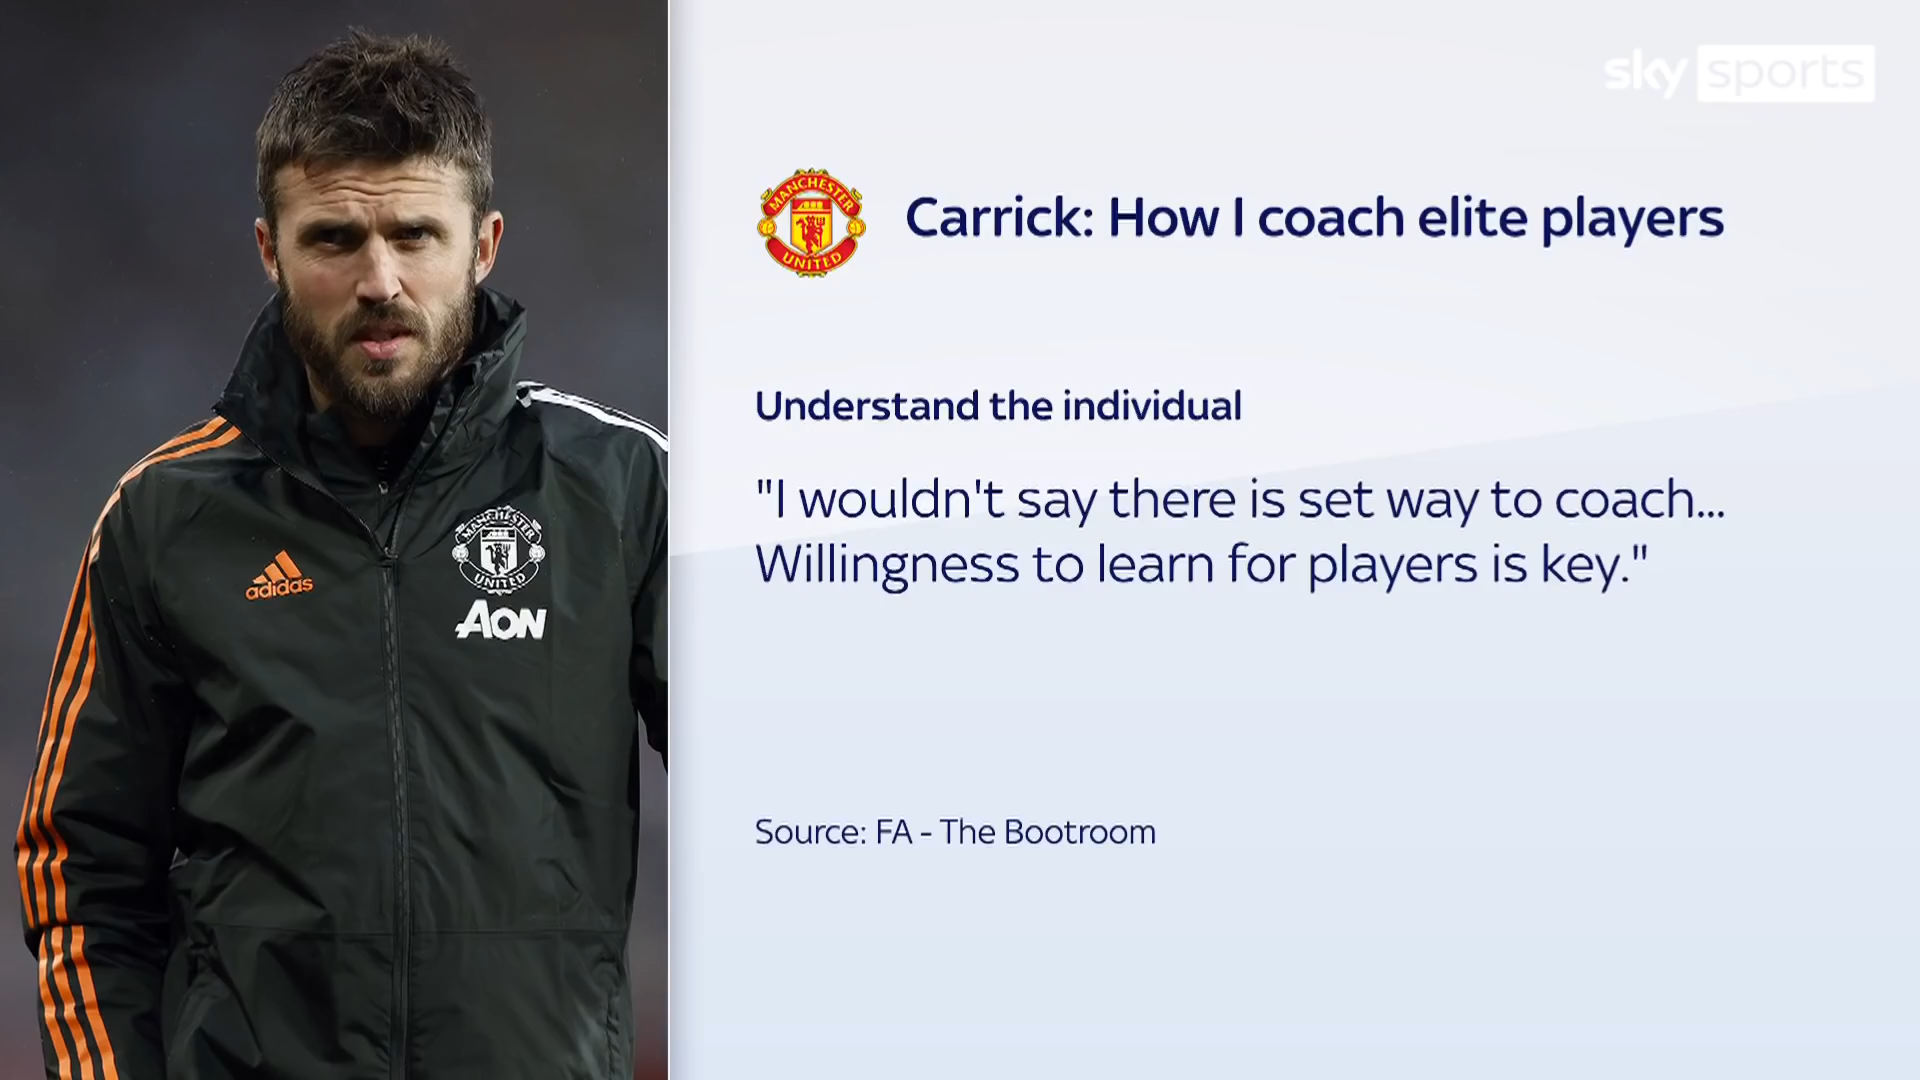 sky sports
MANCHESTER
UNITED
Carrick: How I coach elite players
Understand the individual
"I wouldn't say there is set way to coach...
Willingness to learn for players is key."
Source: FA - The Bootroom
adidas
MANCHESTER
UNITED
AON